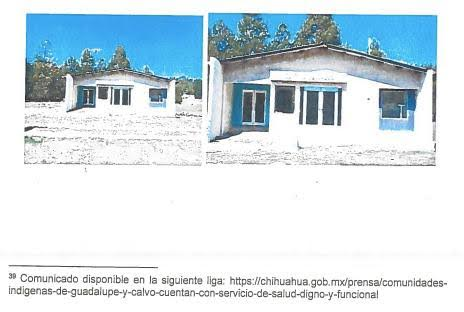 ³⁹ Comunicado disponible en la siguiente liga: https://chihuahua.gob.mx/prensa/comunidades-
indigenas-de-guadalupe-y-calvo-cuentan-con-servicio-de-salud-digno-y-funcional